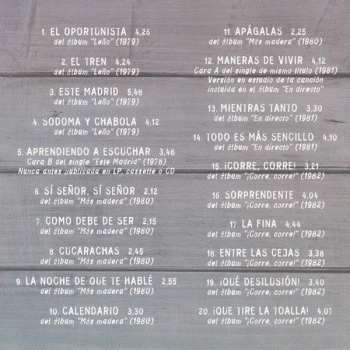 1. EL OPORTUNISTA 4,26
del álbum "Leño" (1979)
2. EL TREN 4,24
del álbum "Leño" (1979)
3. ESTE MADRID 5,48
del álbum "Leño" (1979)
4. SODOMA Y CHABOLA 4,12
del álbum "Leño" (1979)
5. APRENDIENDO A ESCUCHAR 3,46
Cara B del single "Este Madrid" (1978)
Nunca antes publicada en LP, cassette o CD
6. SÍ SEÑOR, SÍ SEÑOR 2,12
del álbum "Más madera" (1980)
7. COMO DEBE DE SER 2,15
del álbum "Más madera" (1980)
8. CUCARACHAS 2,45
del álbum "Más madera" (1980)
9. LA NOCHE DE QUE TE HABLÉ 2,55
del álbum "Más madera" (1980)
10. CALENDARIO 3,30
del álbum "Más madera" (1980)
11. APÁGALAS 2,25
del álbum "Más madera" (1980)
12. MANERAS DE VIVIR 4,12
Cara A del single de mismo título (1981)
Versión en estudio de la canción
incluida en el álbum "En directo"
13. MIENTRAS TANTO 3,30
del álbum "En directo" (1981)
14. TODO ES MÁS SENCILLO 4,10
del álbum "En directo" (1981)
15. ¡CORRE, CORRE! 3,21
del álbum "¡Corre, corre!" (1982)
16. SORPRENDENTE 4,04
del álbum "¡Corre, corre!" (1982)
17. LA FINA 4,44
del álbum "¡Corre, corre!" (1982)
18. ENTRE LAS CEJAS 4,38
del álbum "¡Corre, corre!" (1982)
19. ¡QUÉ DESILUSIÓN! 3,40
del álbum "¡Corre, corre!" (1982)
20. ¡QUE TIRE LA TOALLA! 4,01
del álbum "¡Corre, corre!" (1982)